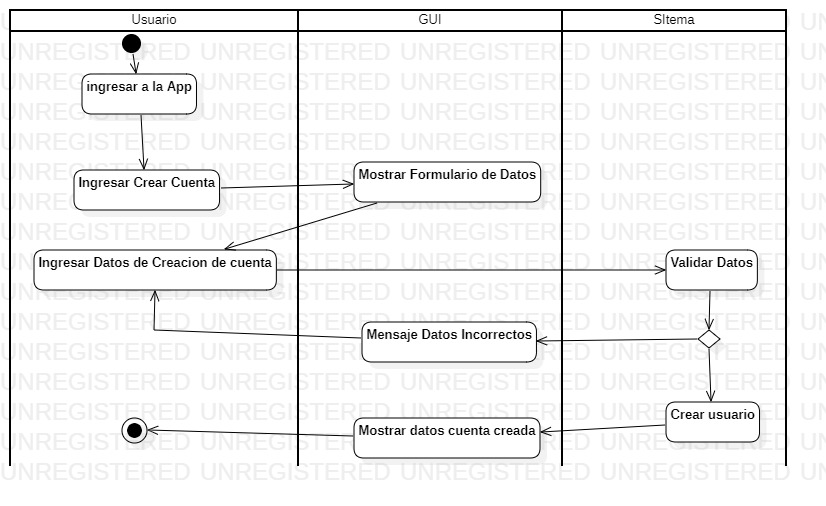 Usuario
GUI
SItema
ingresar a la App
Ingresar Crear Cuenta
Mostrar Formulario de Datos
Ingresar Datos de Creacion de cuenta
Validar Datos
Mensaje Datos Incorrectos
Crear usuario
Mostrar datos cuenta creada
UNREGISTERED UNREGISTERED UNREGISTERED UNREGISTERED UN